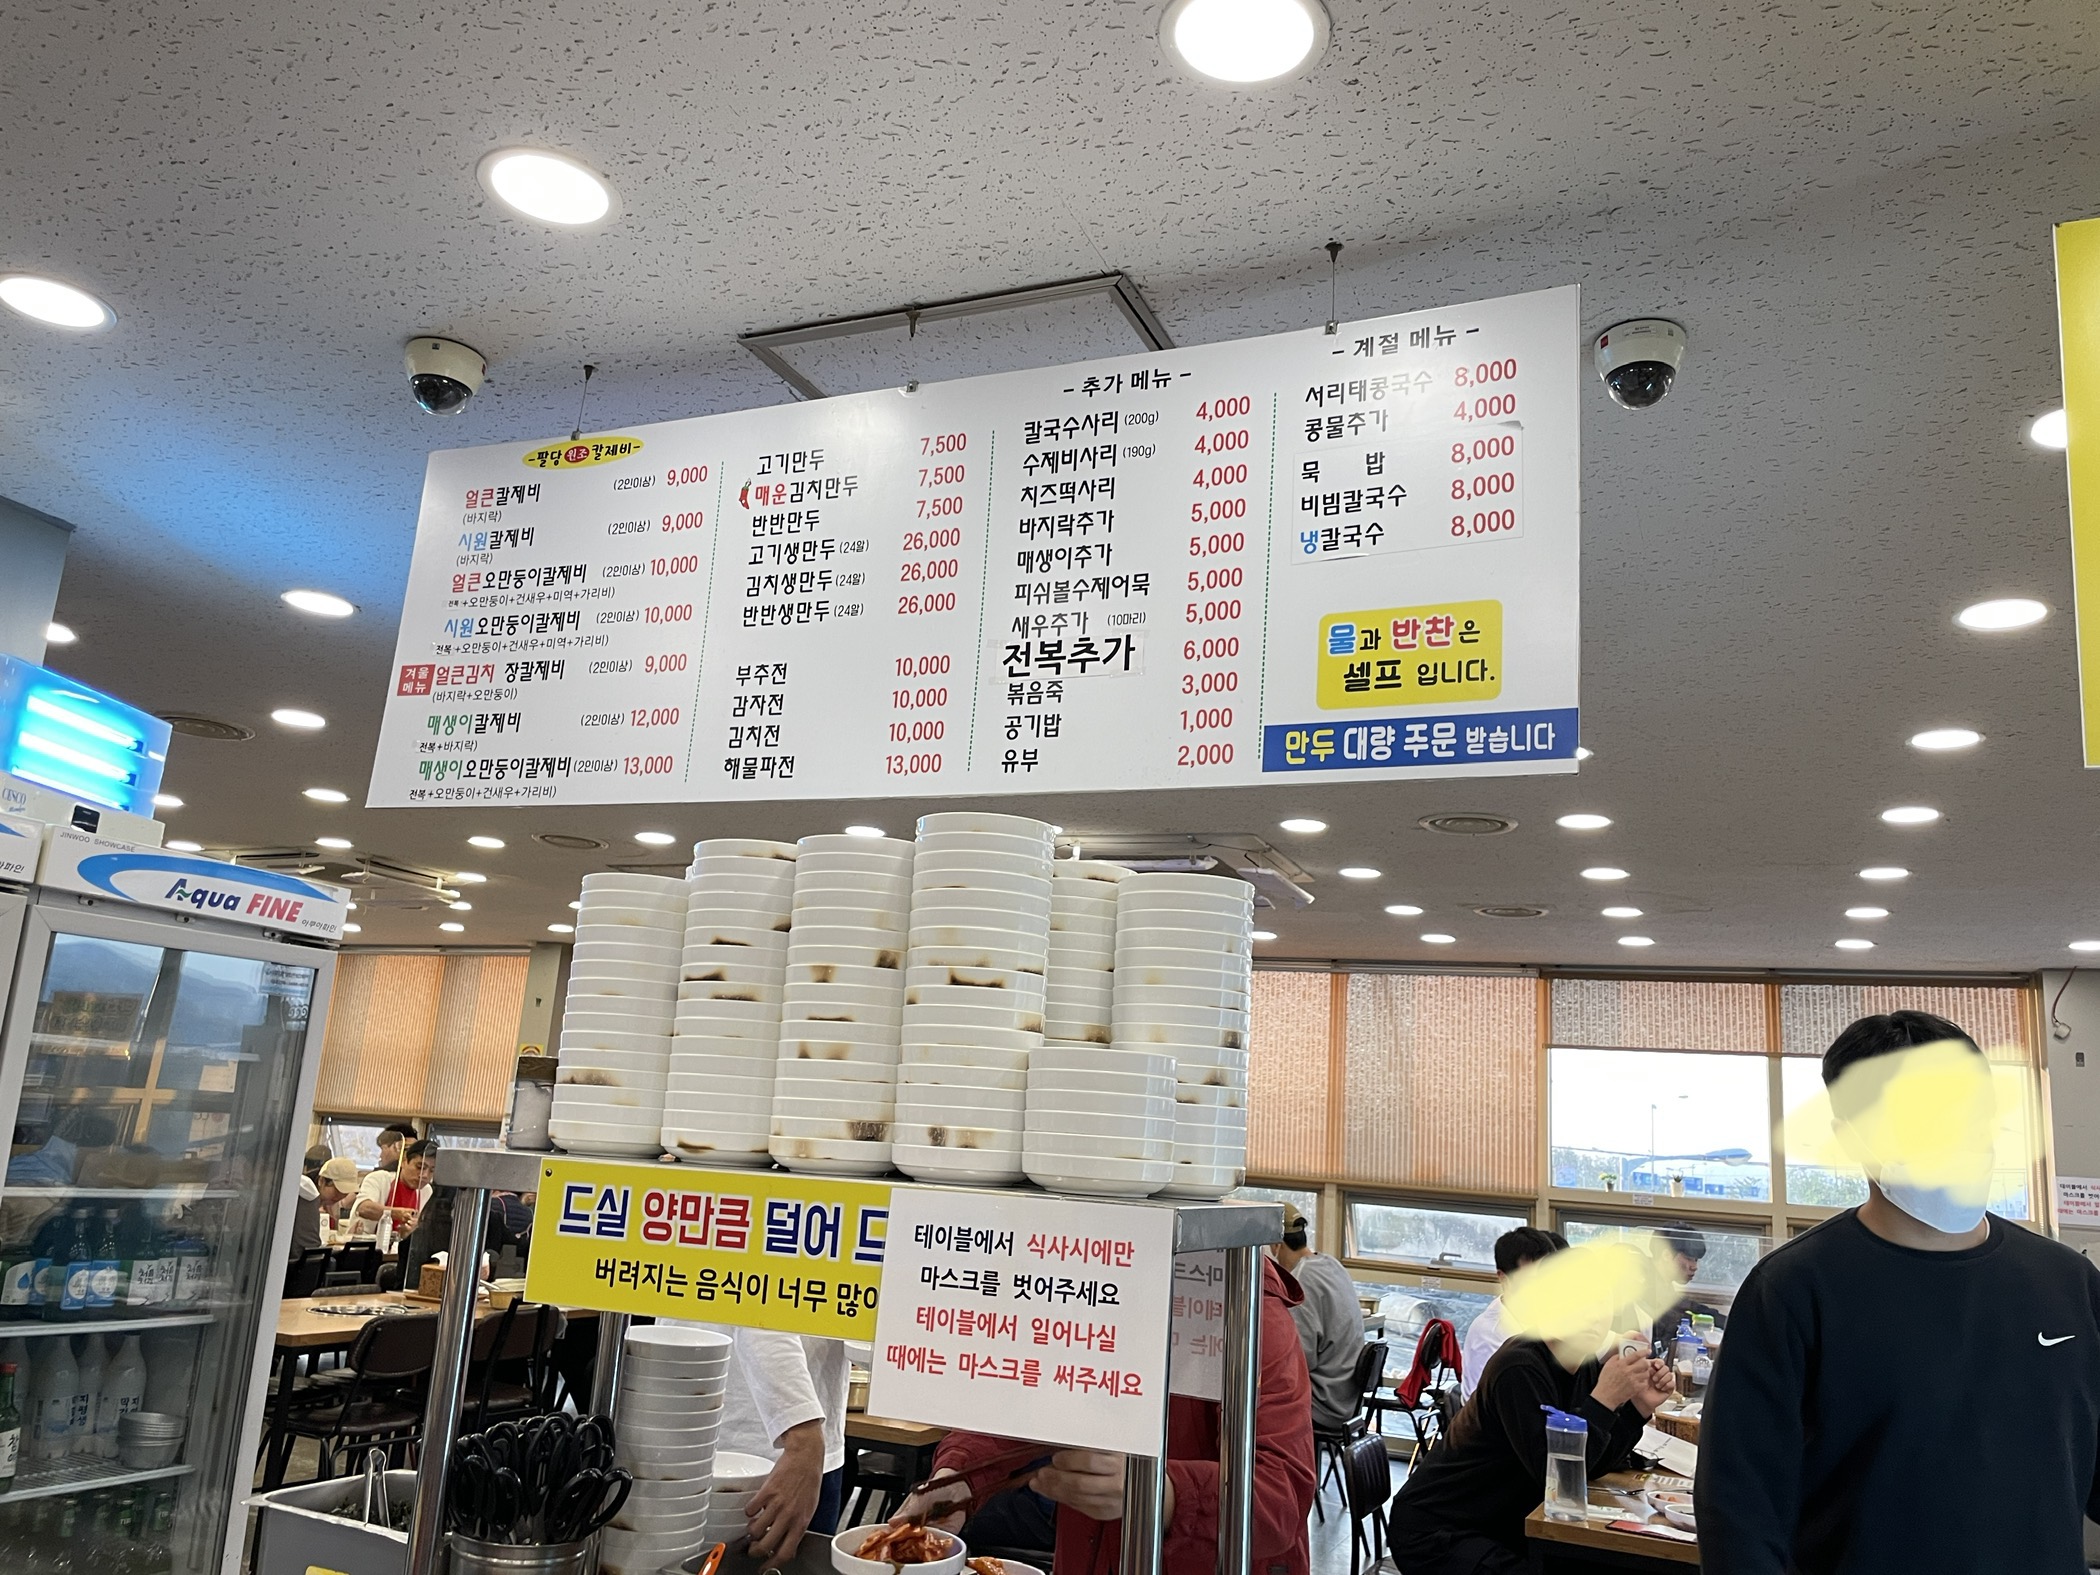 -팔당 원조 칼제비-
얼큰칼제비 (2인이상) 9,000
(바지락)
시원칼제비 (2인이상) 9,000
(바지락)
얼큰오만둥이칼제비 (2인이상) 10,000
전복+오만둥이+건새우+미역+가리비)
시원오만둥이칼제비 (2인이상) 10,000
전복+오만둥이+건새우+미역+가리비)
겨울
메뉴
얼큰김치 장칼제비 (2인이상) 9,000
(바지락+오만둥이)
매생이칼제비 (2인이상) 12,000
전복+바지락)
매생이오만둥이칼제비(2인이상) 13,000
전복+오만둥이+건새우+가리비)
고기만두 7,500
매운김치만두 7,500
반반만두 7,500
고기생만두(24알) 26,000
김치생만두(24알) 26,000
반반생만두(24알) 26,000
부추전 10,000
감자전 10,000
김치전 10,000
해물파전 13,000
- 추가 메뉴 -
칼국수사리 (200g) 4,000
수제비사리 (190g) 4,000
치즈떡사리 4,000
바지락추가 5,000
매생이추가 5,000
피쉬볼수제어묵 5,000
새우추가 (10마리) 5,000
전복추가 6,000
볶음죽 3,000
공기밥 1,000
유부 2,000
- 계절 메뉴 -
서리태콩국수 8,000
콩물추가 4,000
묵 밥 8,000
비빔칼국수 8,000
냉칼국수 8,000
물과 반찬은
셀프 입니다.
만두 대량 주문 받습니다
CESCO
JINWOO SHOWCASE
Aqua FINE
아쿠아파인
드실 양만큼 덜어 드
버려지는 음식이 너무 많
테이블에서 식사시에만
마스크를 벗어주세요
테이블에서 일어나실
때에는 마스크를 써주세요